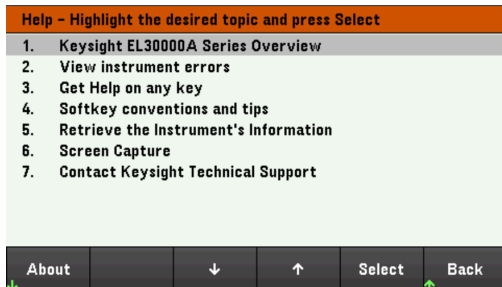 Help - Highlight the desired topic and press Select
1. Keysight EL30000A Series Overview
2. View instrument errors
3. Get Help on any key
4. Softkey conventions and tips
5. Retrieve the Instrument's Information
6. Screen Capture
7. Contact Keysight Technical Support
About ↓ ↑ Select Back